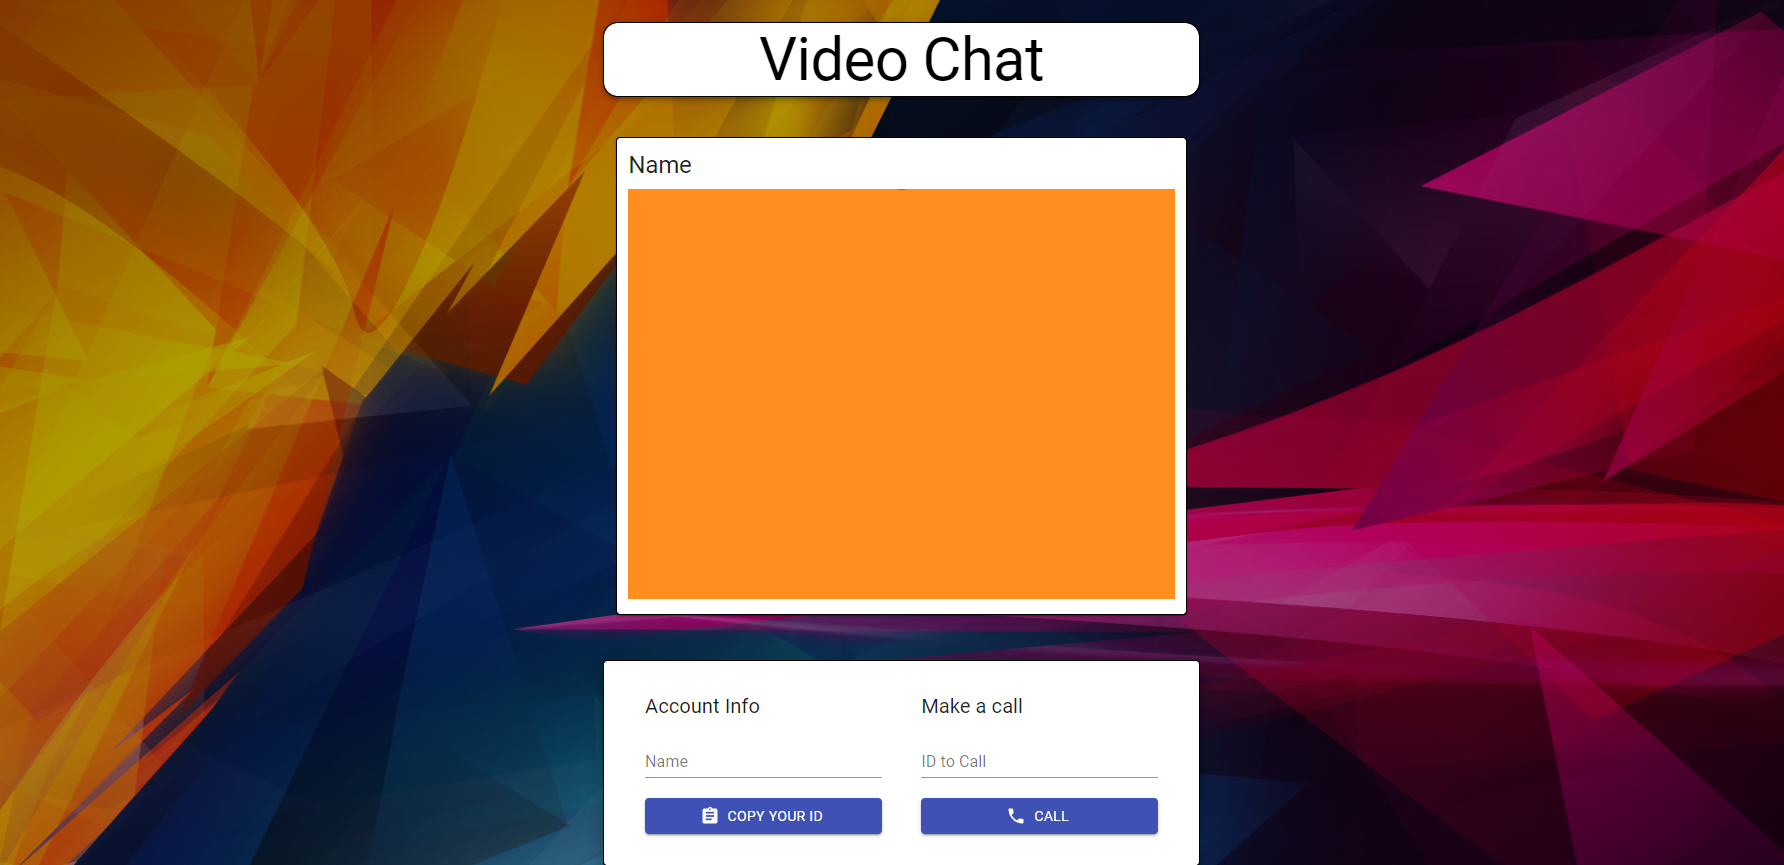 Video Chat
Name
Account Info
Name
COPY YOUR ID
Make a call
ID to Call
CALL